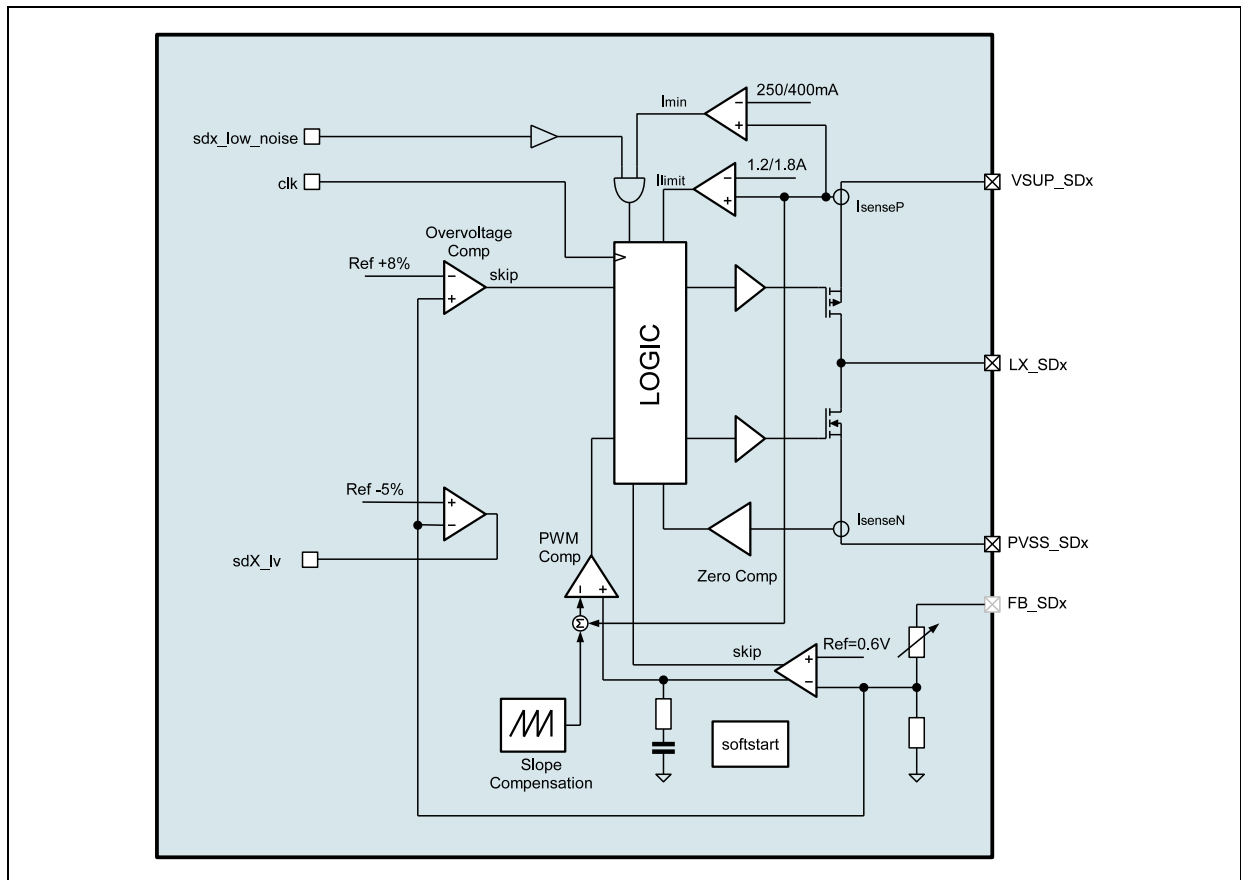 250/400mA
Imin
sdx_low_noise
1.2/1.8A
clk
Ilimit
VSUP_SDx
IsenseP
Overvoltage
Comp
Ref +8%
skip
−
+
−
+
−
+
LOGIC
LX_SDx
Ref -5%
+
−
IsenseN
PWM
Comp
PVSS_SDx
sdX_lv
Zero Comp
− +
FB_SDx
Σ
Ref=0.6V
skip
+
−
softstart
Slope
Compensation